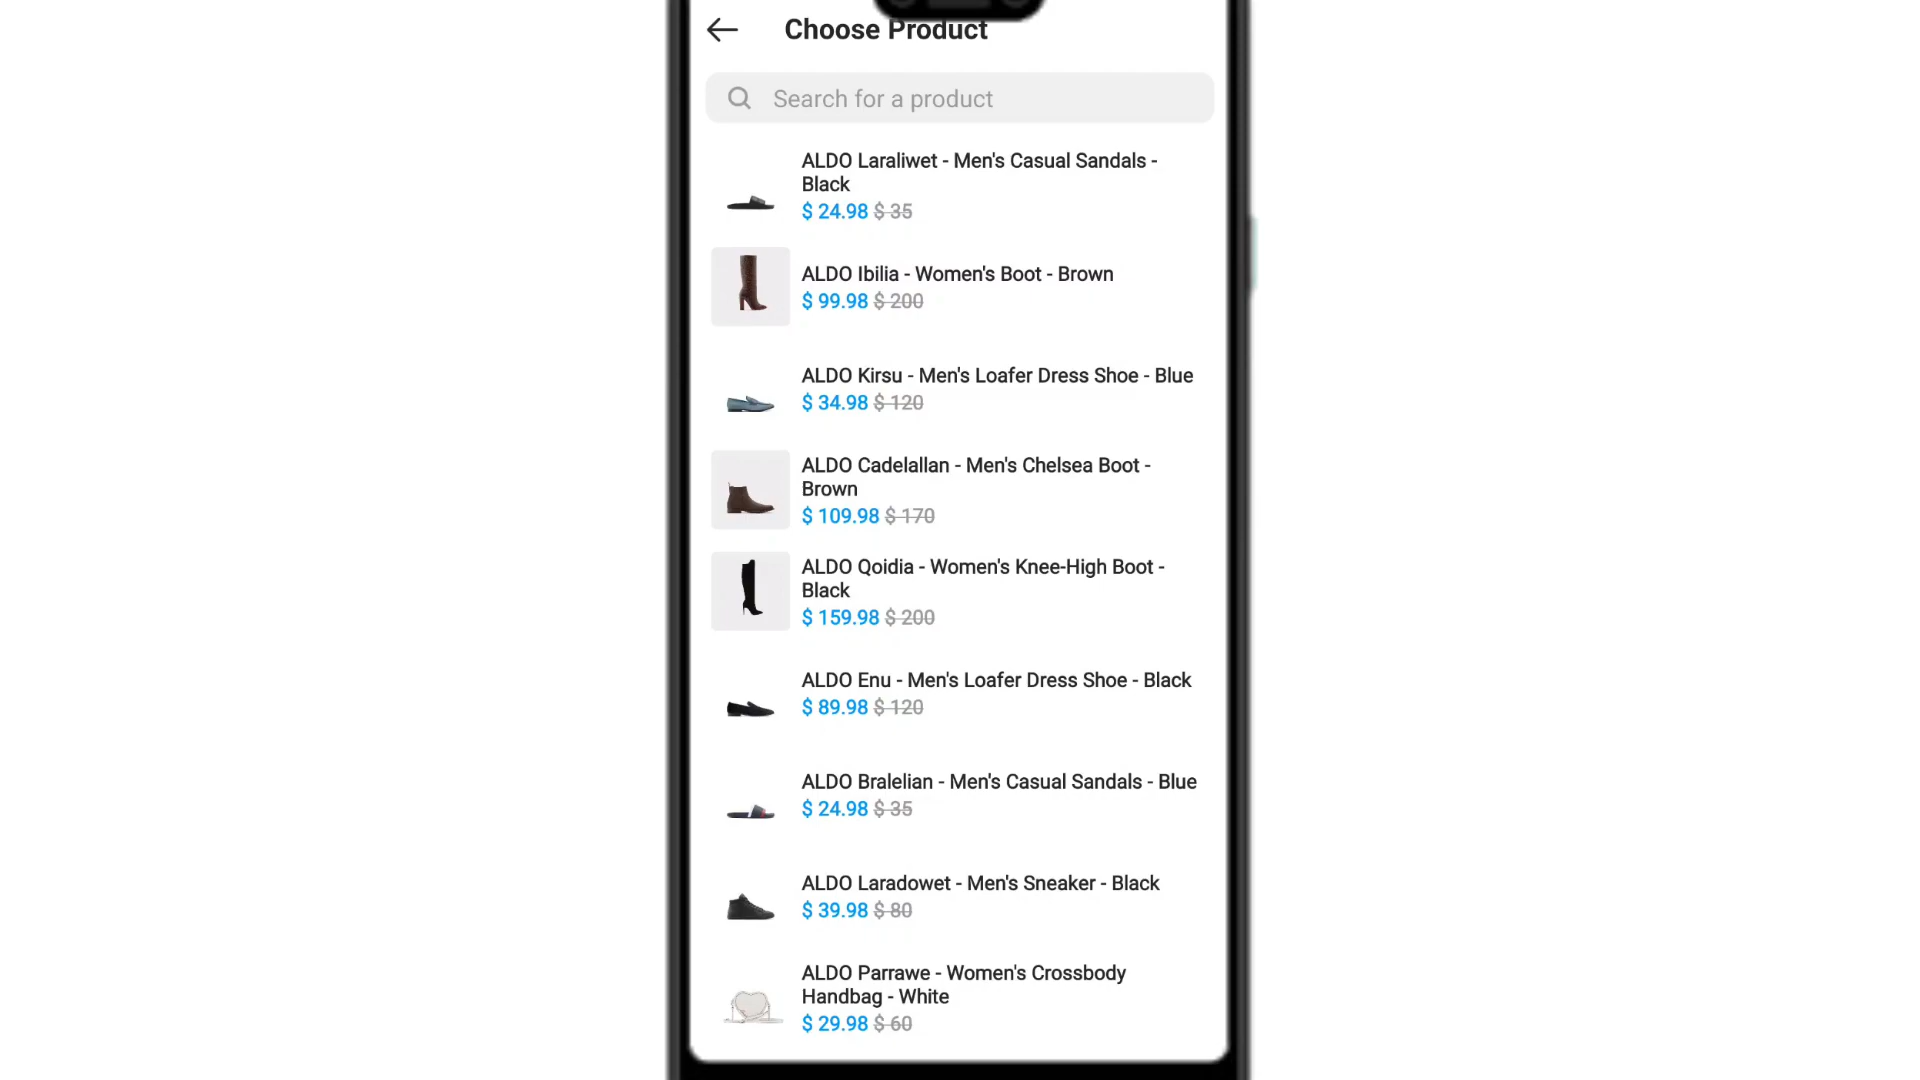 Choose Product
Search for a product
ALDO Laraliwet - Men's Casual Sandals -
Black
$ 24.98 $ 35
ALDO Ibilia - Women's Boot - Brown
$ 99.98 $ 200
ALDO Kirsu - Men's Loafer Dress Shoe - Blue
$ 34.98 $ 120
ALDO Cadelallan - Men's Chelsea Boot -
Brown
$ 109.98 $ 170
ALDO Qoidia - Women's Knee-High Boot -
Black
$ 159.98 $ 200
ALDO Enu - Men's Loafer Dress Shoe - Black
$ 89.98 $ 120
ALDO Bralelian - Men's Casual Sandals - Blue
$ 24.98 $ 35
ALDO Laradowet - Men's Sneaker - Black
$ 39.98 $ 80
ALDO Parrawe - Women's Crossbody
Handbag - White
$ 29.98 $ 60